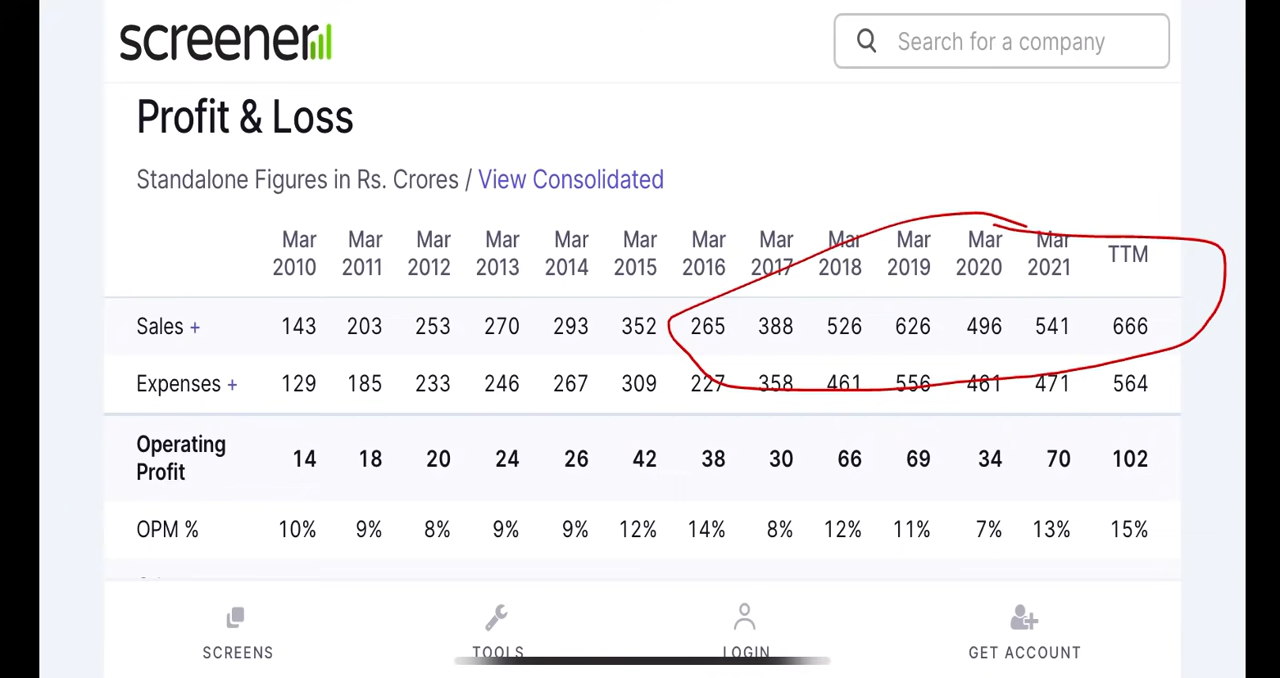 screener
Search for a company
Profit & Loss
Standalone Figures in Rs. Crores / View Consolidated
Mar 2010 Mar 2011 Mar 2012 Mar 2013 Mar 2014 Mar 2015 Mar 2016 Mar 2017 Mar 2018 Mar 2019 Mar 2020 Mar 2021 TTM
Sales + 143 203 253 270 293 352 265 388 526 626 496 541 666
Expenses + 129 185 233 246 267 309 227 358 461 556 461 471 564
Operating Profit 14 18 20 24 26 42 38 30 66 69 34 70 102
OPM % 10% 9% 8% 9% 9% 12% 14% 8% 12% 11% 7% 13% 15%
SCREENS TOOLS LOGIN GET ACCOUNT